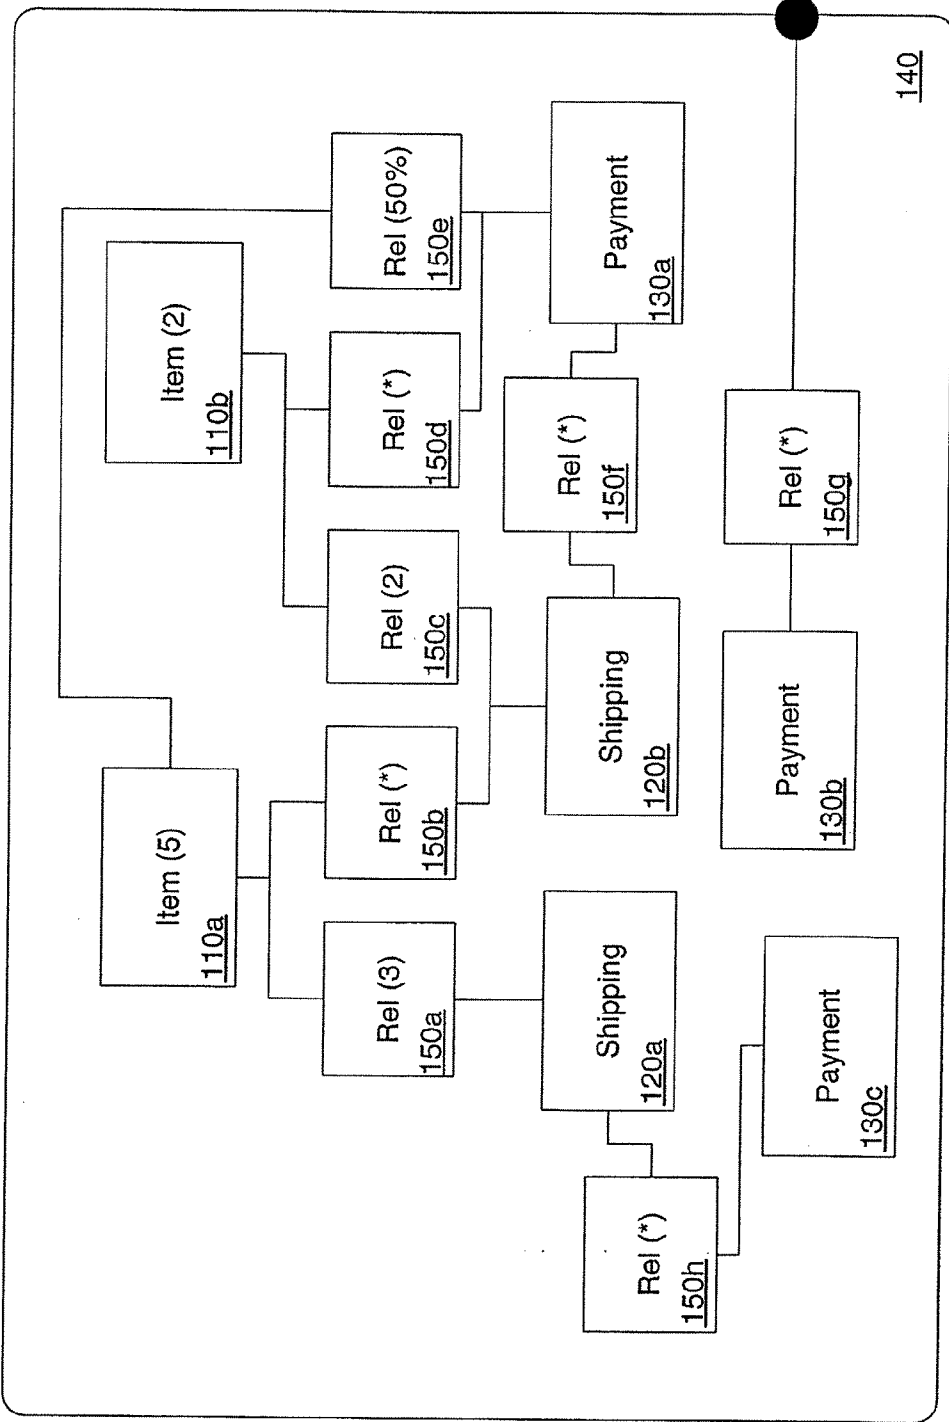 140
Item (5)
110a
Item (2)
110b
Rel (3)
150a
Rel (*)
150b
Rel (2)
150c
Rel (*)
150d
Rel (50%)
150e
Shipping
120a
Shipping
120b
Rel (*)
150f
Payment
130a
Rel (*)
150h
Payment
130c
Payment
130b
Rel (*)
150g